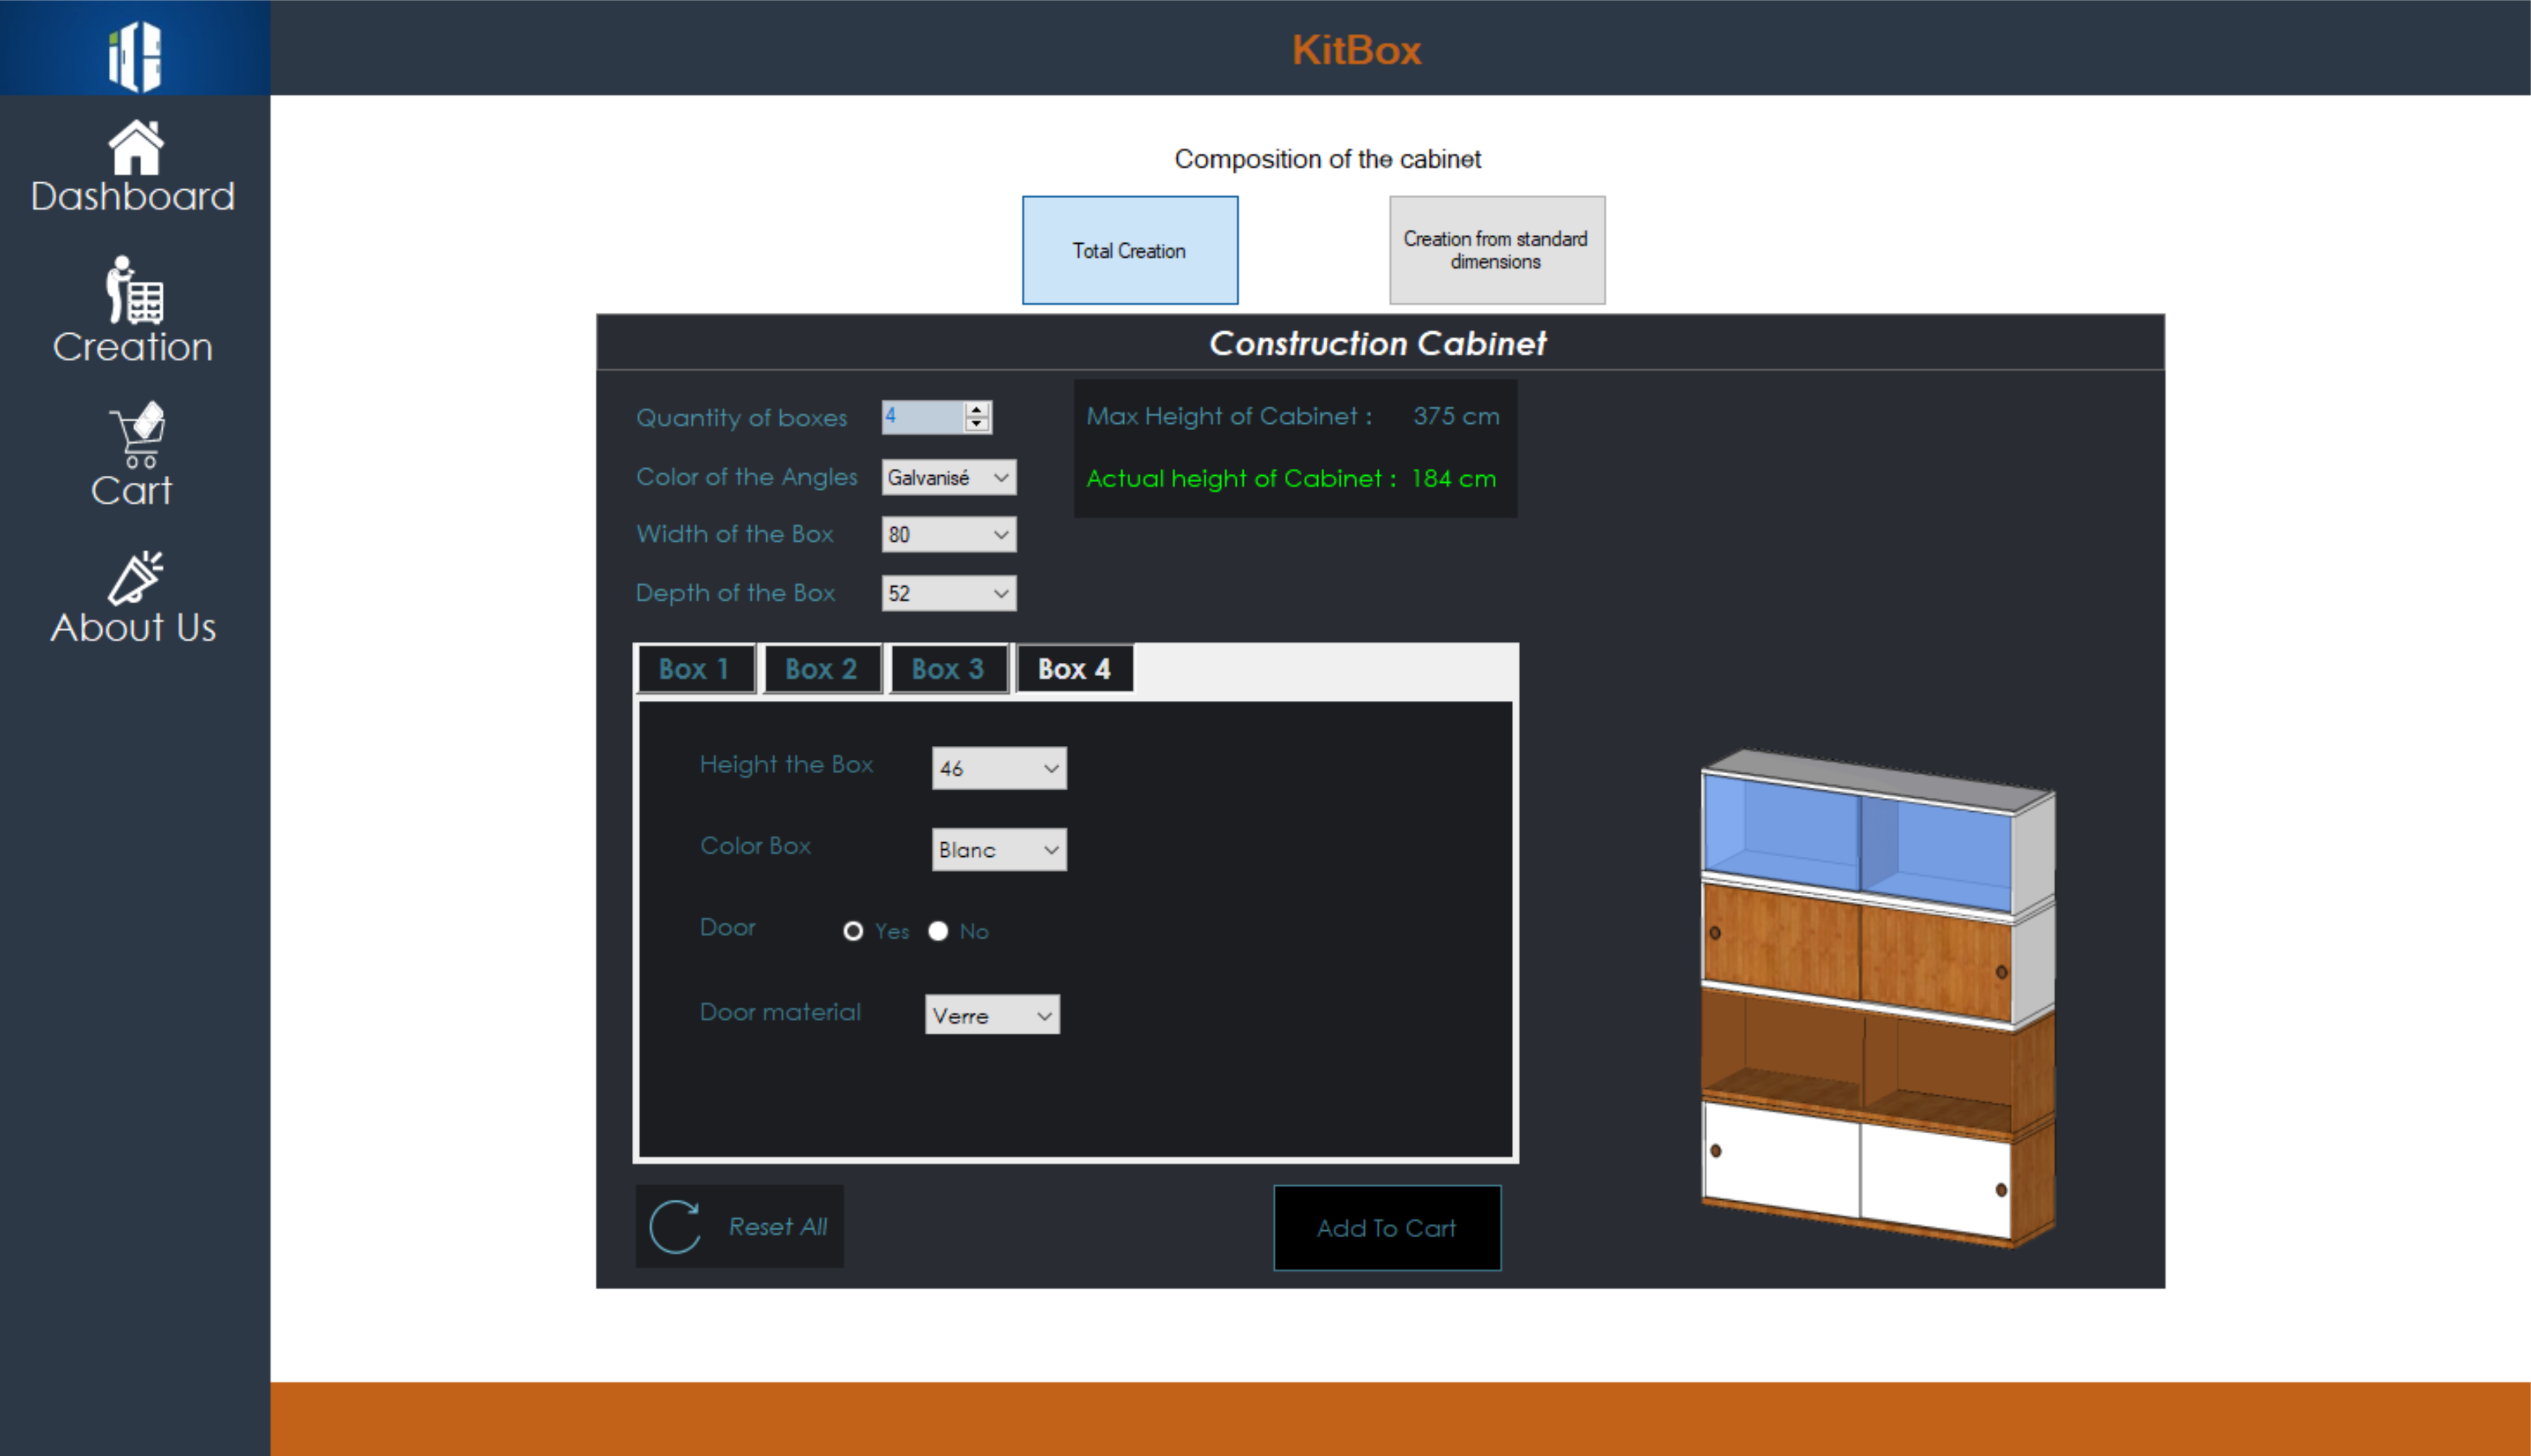 KitBox
Dashboard
Creation
Cart
About Us
Composition of the cabinet
Total Creation
Creation from standard
dimensions
Construction Cabinet
Quantity of boxes 4
Color of the Angles Galvanisé
Width of the Box 80
Depth of the Box 52
Max Height of Cabinet : 375 cm
Actual height of Cabinet : 184 cm
Box 1 Box 2 Box 3 Box 4
Height the Box 46
Color Box Blanc
Door Yes No
Door material Verre
Reset All
Add To Cart